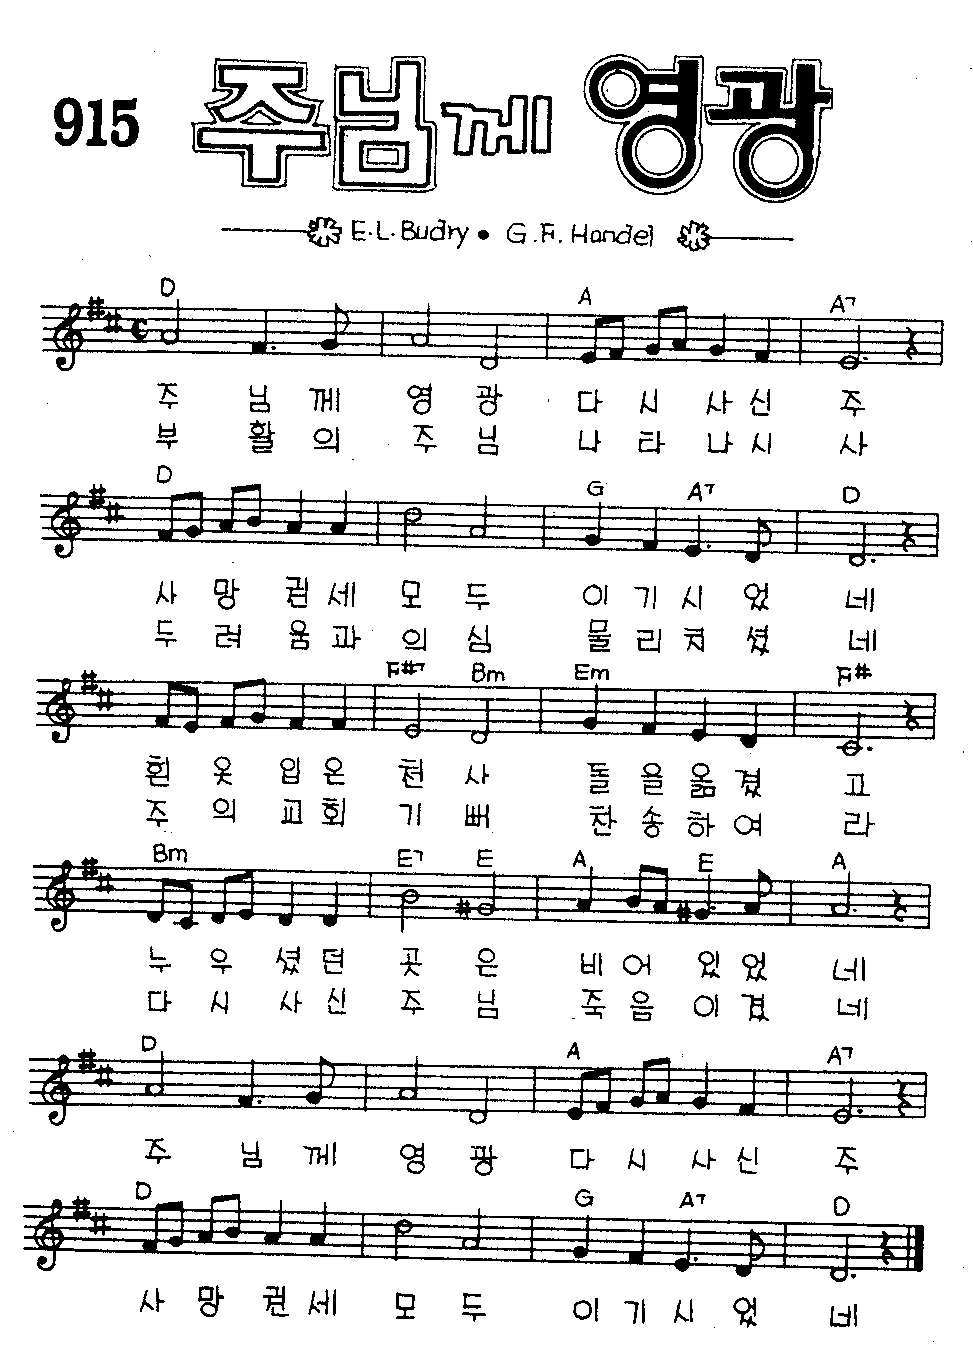 915 주님께 영광
E.L.Budry • G.F.Handel
D A A7
주 님 께 영 광 다 시 사 신 주
부 활 의 주 님 나 타 나 시 사
D G A7 D
사 망 권 세 모 두 이 기 시 었 네
두 려 움 과 의 심 물 리 쳐 셨 네
F#7 Bm Em F#
흰 옷 입 은 천 사 돌 을 옮 겼 고
주 의 교 회 기 뻐 찬 송 하 여 라
Bm E7 E A E A
누 우 셨 던 곳 은 비 어 있 었 네
다 시 사 신 주 님 죽 음 이 겼 네
D A A7
주 님 께 영 광 다 시 사 신 주
D G A7 D
사 망 권 세 모 두 이 기 시 었 네